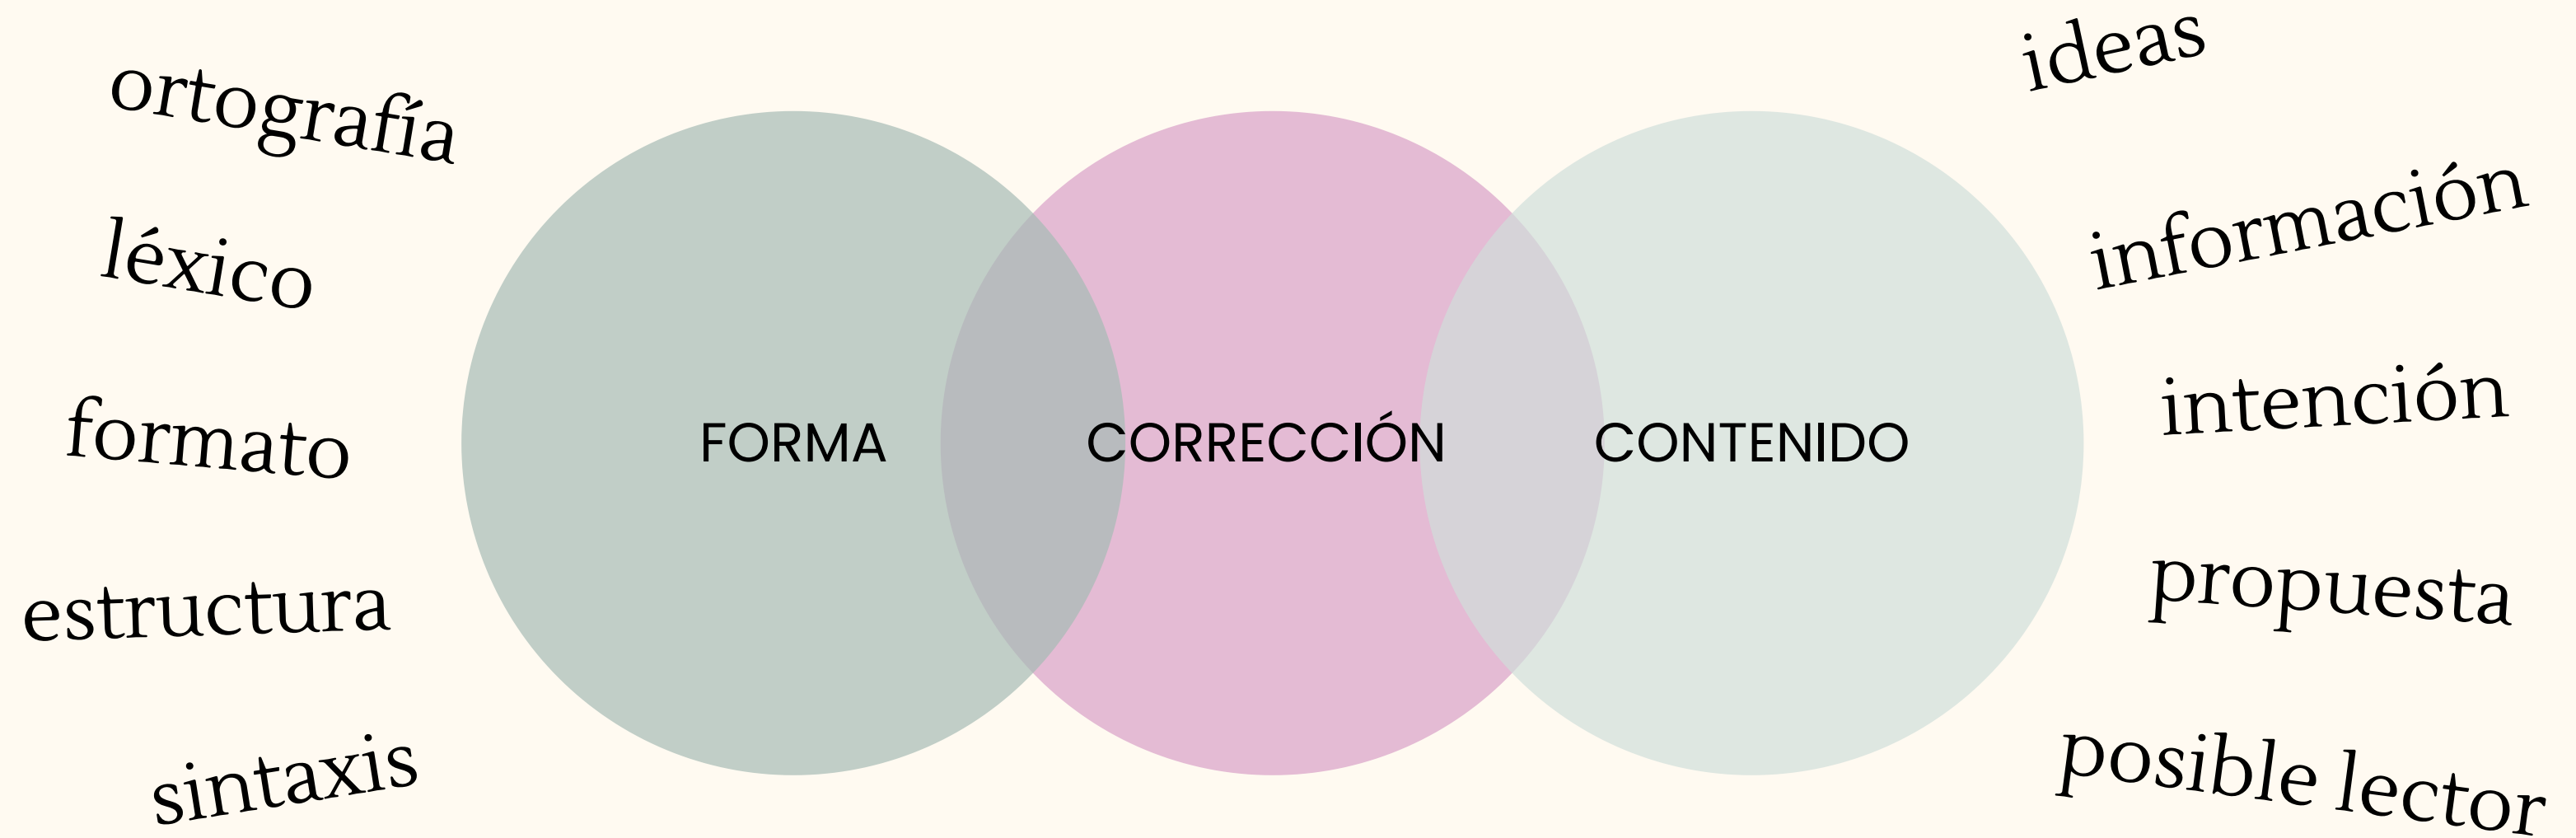 ortografía
léxico
formato
estructura
sintaxis
FORMA
CORRECCIÓN
CONTENIDO
ideas
información
intención
propuesta
posible lector